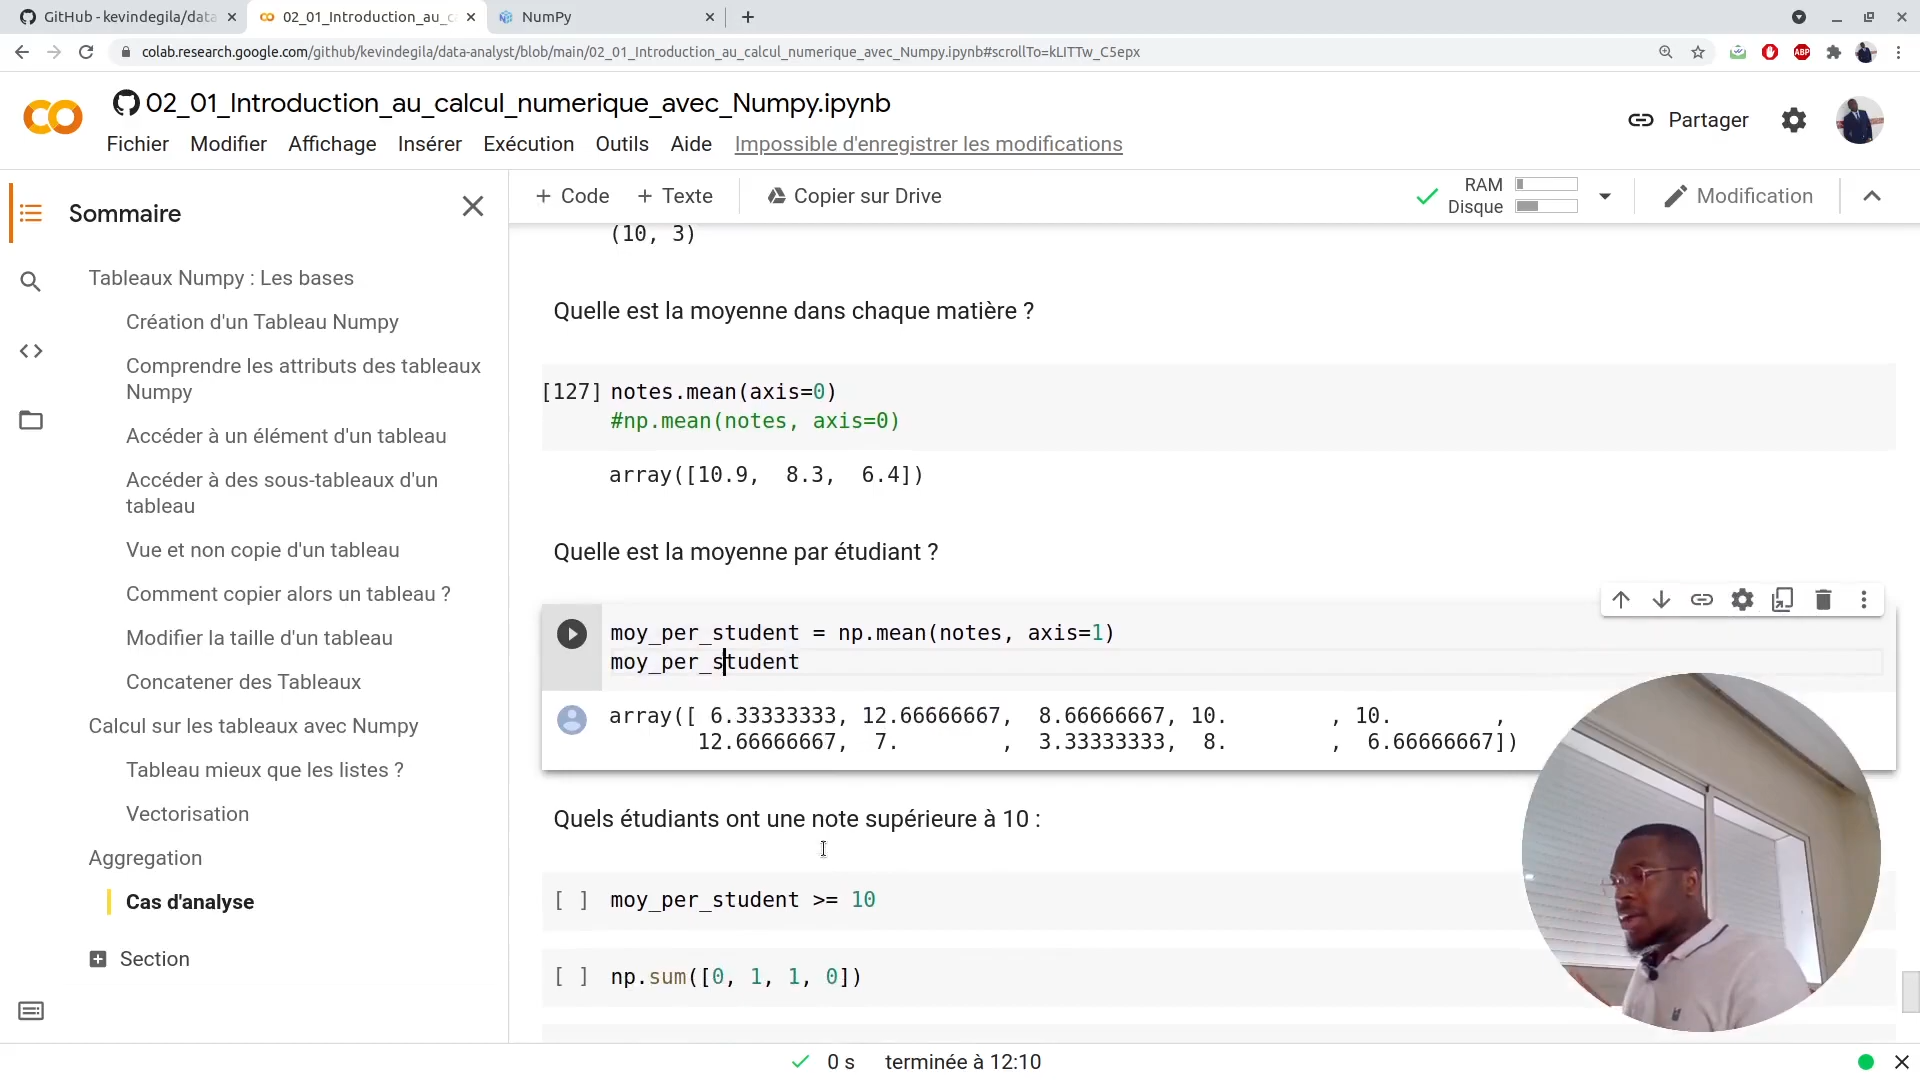 GitHub - kevindegila/data
02_01_Introduction_au_c
NumPy
colab.research.google.com/github/kevindegila/data-analyst/blob/main/02_01_Introduction_au_calcul_numerique_avec_Numpy.ipynb#scrollTo=kLITTw_C5epx
ABP
CO
02_01_Introduction_au_calcul_numerique_avec_Numpy.ipynb
Partager
Fichier Modifier Affichage Insérer Exécution Outils Aide Impossible d'enregistrer les modifications
+ Code + Texte Copier sur Drive
RAM
Disque
Modification
Sommaire
Tableaux Numpy : Les bases
Création d'un Tableau Numpy
Comprendre les attributs des tableaux
Numpy
Accéder à un élément d'un tableau
Accéder à des sous-tableaux d'un
tableau
Vue et non copie d'un tableau
Comment copier alors un tableau ?
Modifier la taille d'un tableau
Concatener des Tableaux
Calcul sur les tableaux avec Numpy
Tableau mieux que les listes ?
Vectorisation
Aggregation
Cas d'analyse
Section
(10, 3)
Quelle est la moyenne dans chaque matière ?
[127] notes.mean(axis=0)
#np.mean(notes, axis=0)
array([10.9,  8.3,  6.4])
Quelle est la moyenne par étudiant ?
moy_per_student = np.mean(notes, axis=1)
moy_per_student
array([ 6.33333333, 12.66666667,  8.66666667, 10.        , 10.        ,
12.66666667,  7.        ,  3.33333333,  8.        ,  6.66666667])
Quels étudiants ont une note supérieure à 10 :
[ ] moy_per_student >= 10
[ ] np.sum([0, 1, 1, 0])
0 s terminée à 12:10